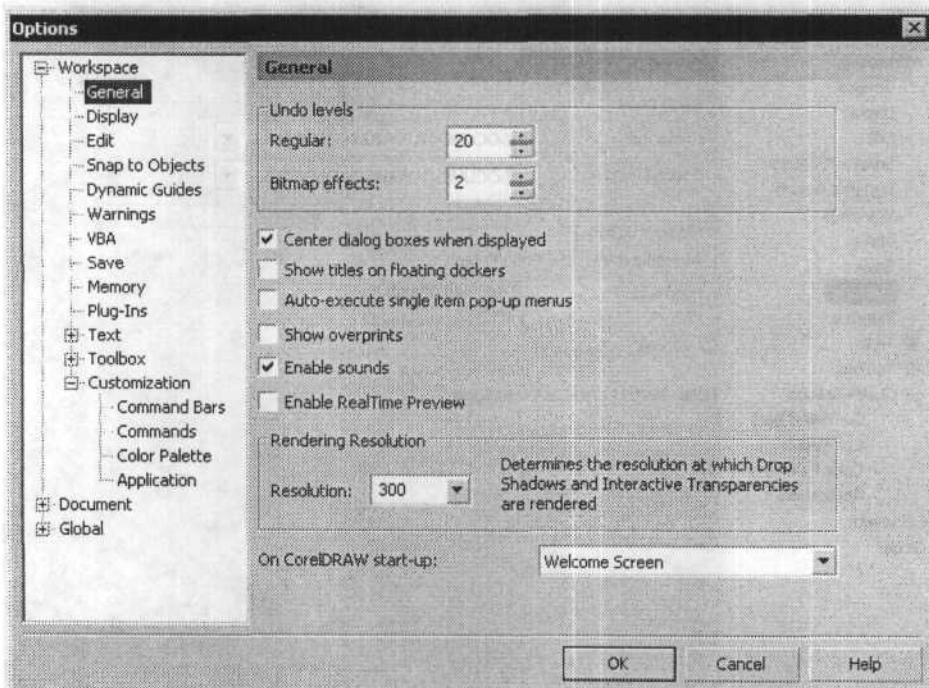 Options
Workspace
General
Display
Edit
Snap to Objects
Dynamic Guides
Warnings
VBA
Save
Memory
Plug-Ins
Text
Toolbox
Customization
Command Bars
Commands
Color Palette
Application
Document
Global
General
Undo levels
Regular: 20
Bitmap effects: 2
Center dialog boxes when displayed
Show titles on floating dockers
Auto-execute single item pop-up menus
Show overprints
Enable sounds
Enable RealTime Preview
Rendering Resolution
Resolution: 300
Determines the resolution at which Drop
Shadows and Interactive Transparencies
are rendered
On CorelDRAW start-up: Welcome Screen
OK Cancel Help